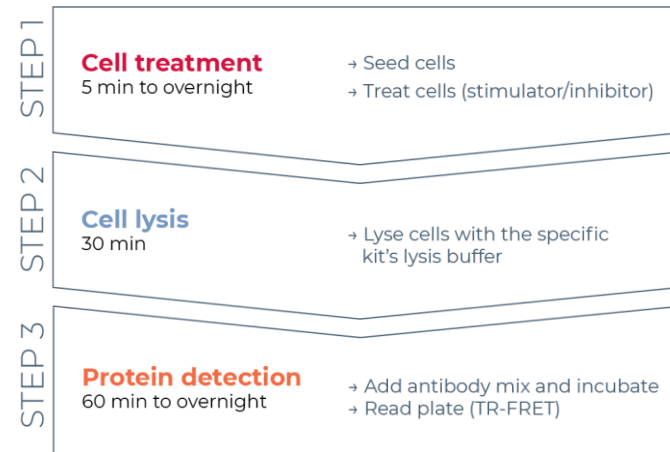 STEP 1
Cell treatment
5 min to overnight
→ Seed cells
→ Treat cells (stimulator/inhibitor)
STEP 2
Cell lysis
30 min
→ Lyse cells with the specific
kit's lysis buffer
STEP 3
Protein detection
60 min to overnight
→ Add antibody mix and incubate
→ Read plate (TR-FRET)